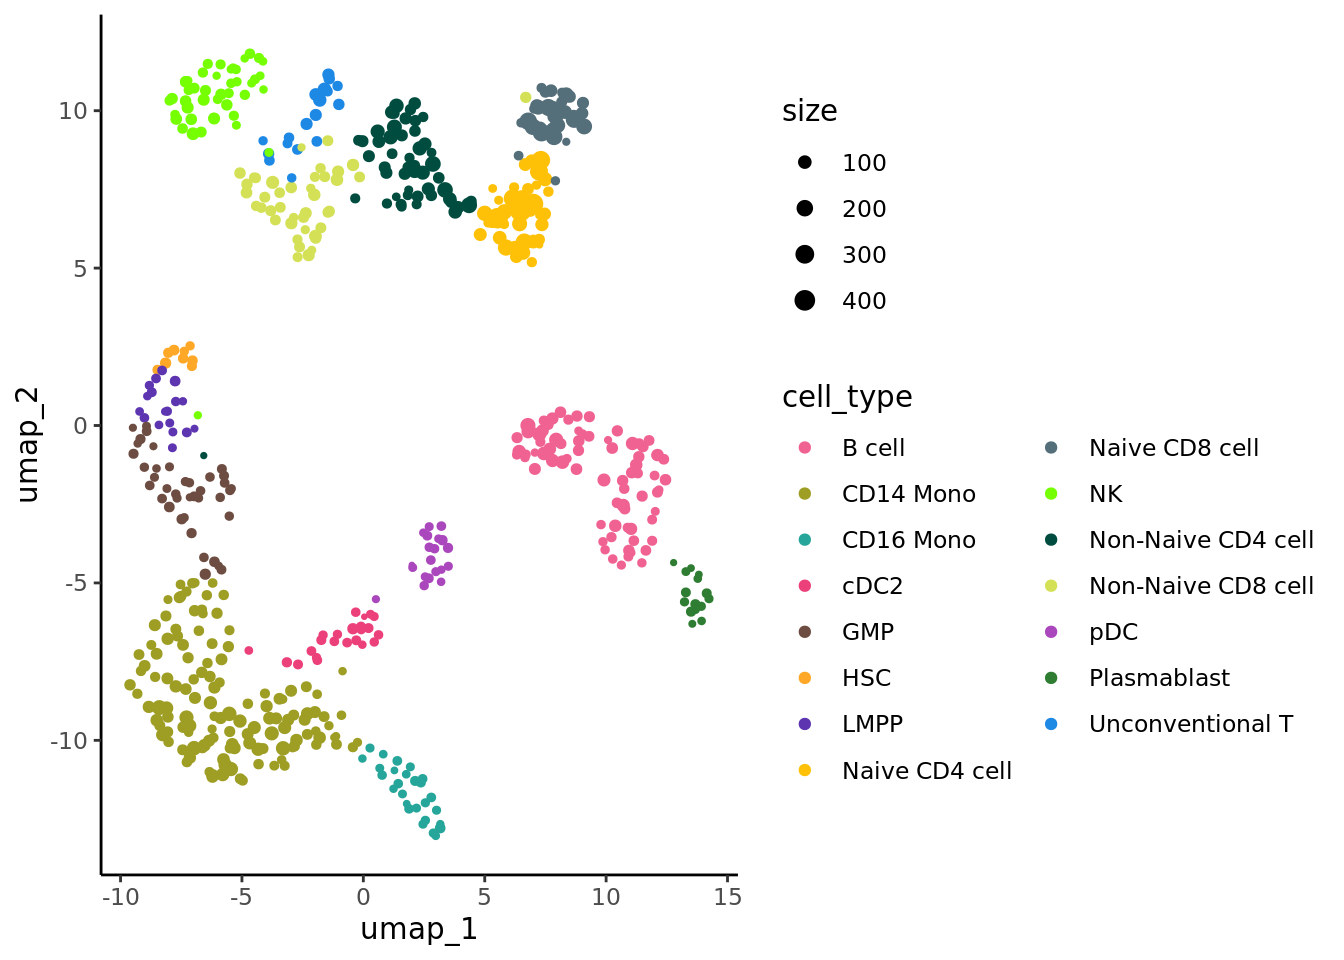 10
5
0
-5
-10
umap_2
-10 -5 0 5 10 15
umap_1
size
100
200
300
400
cell_type
B cell
CD14 Mono
CD16 Mono
cDC2
GMP
HSC
LMPP
Naive CD4 cell
Naive CD8 cell
NK
Non-Naive CD4 cell
Non-Naive CD8 cell
pDC
Plasmablast
Unconventional T